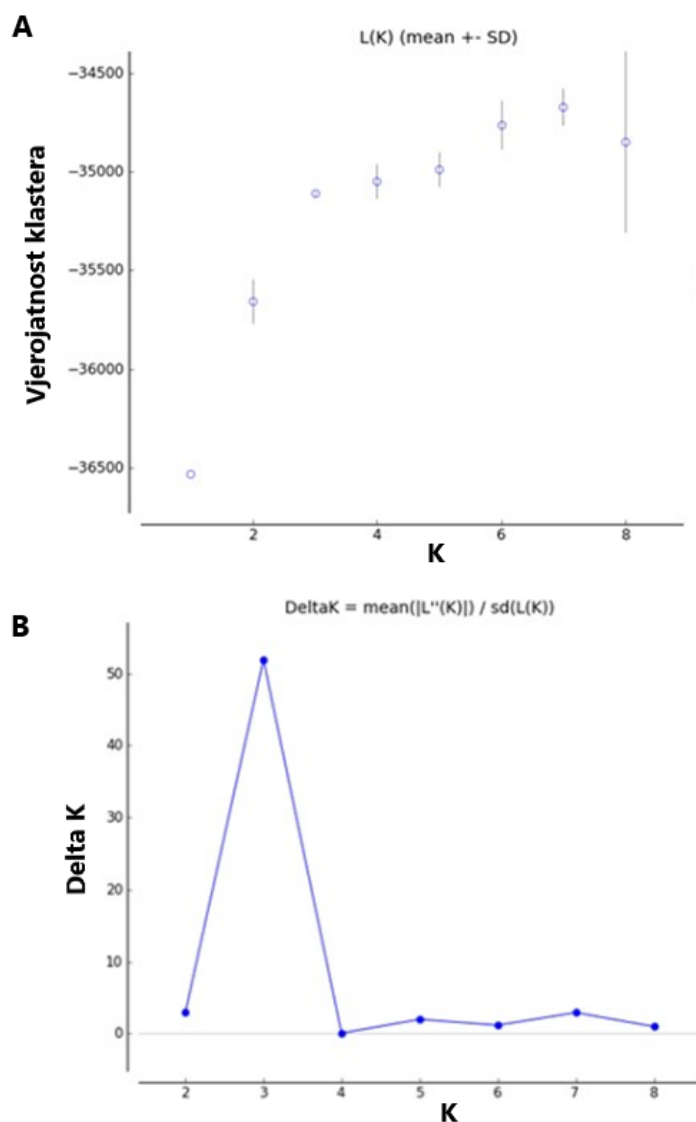 A
L(K) (mean +- SD)
Vjerojatnost klastera
−34500
−35000
−35500
−36000
−36500
2
4
6
8
K
B
DeltaK = mean(|L''(K)|) / sd(L(K))
Delta K
50
40
30
20
10
0
2
3
4
5
6
7
8
K